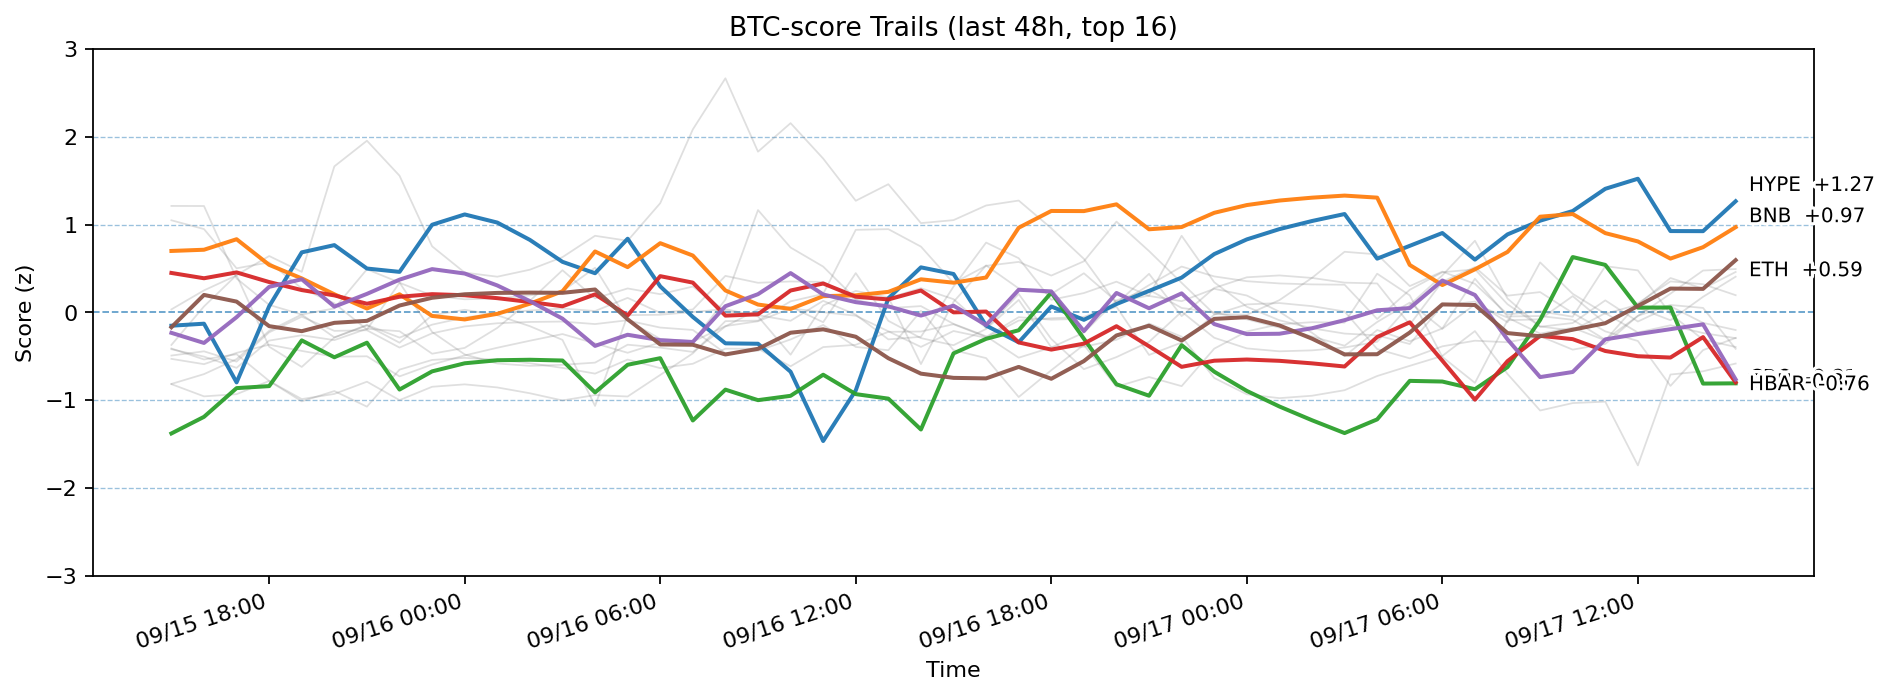 BTC-score Trails (last 48h, top 16)
Score (z)
3
2
1
0
−1
−2
−3
HYPE +1.27
BNB +0.97
ETH +0.59
HBAR -0.76
09/15 18:00
09/16 00:00
09/16 06:00
09/16 12:00
09/16 18:00
09/17 00:00
09/17 06:00
09/17 12:00
Time